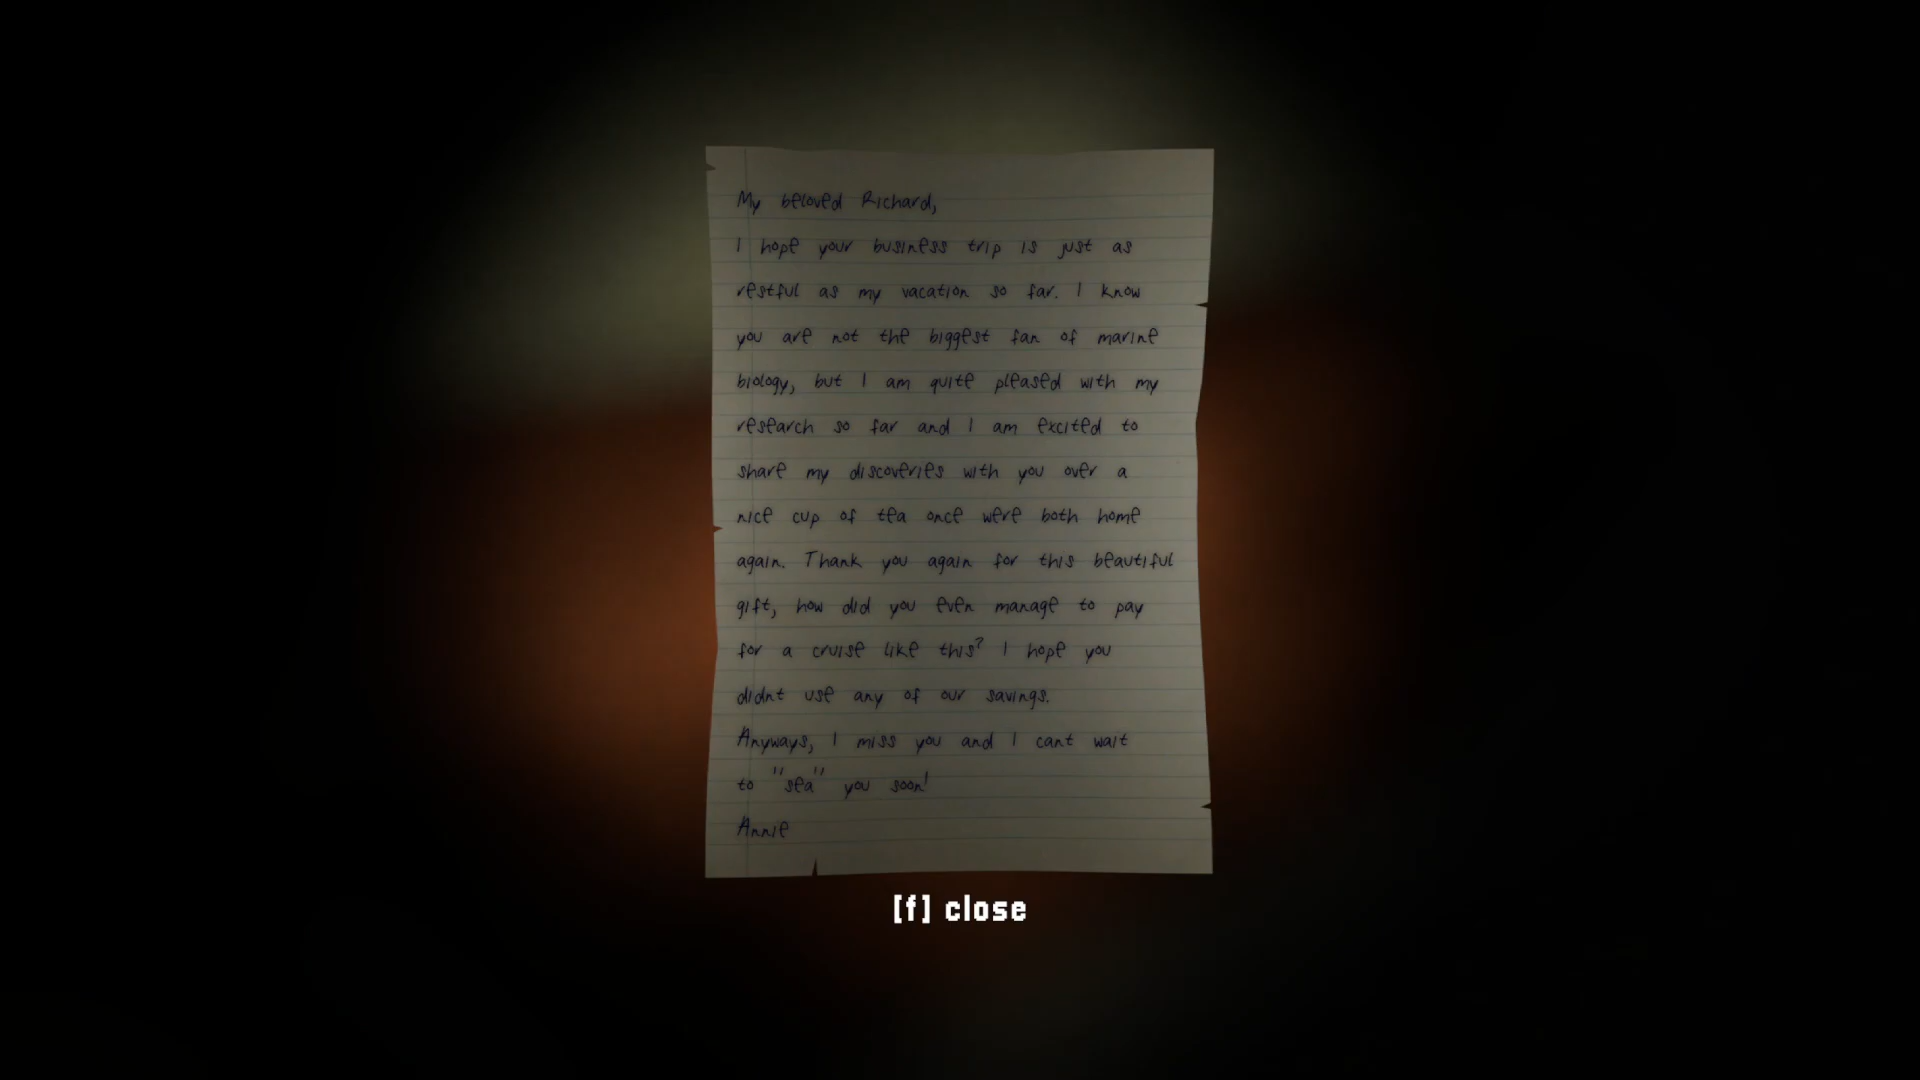 My beloved Richard,
I hope your business trip is just as
restful as my vacation so far. I know
you are not the biggest fan of marine
biology, but I am quite pleased with my
research so far and I am excited to
share my discoveries with you over a
nice cup of tea once were both home
again. Thank you again for this beautiful
gift, how did you even manage to pay
for a cruise like this? I hope you
didnt use any of our savings.
Anyways, I miss you and I cant wait
to "sea" you soon!
Annie
[f] close